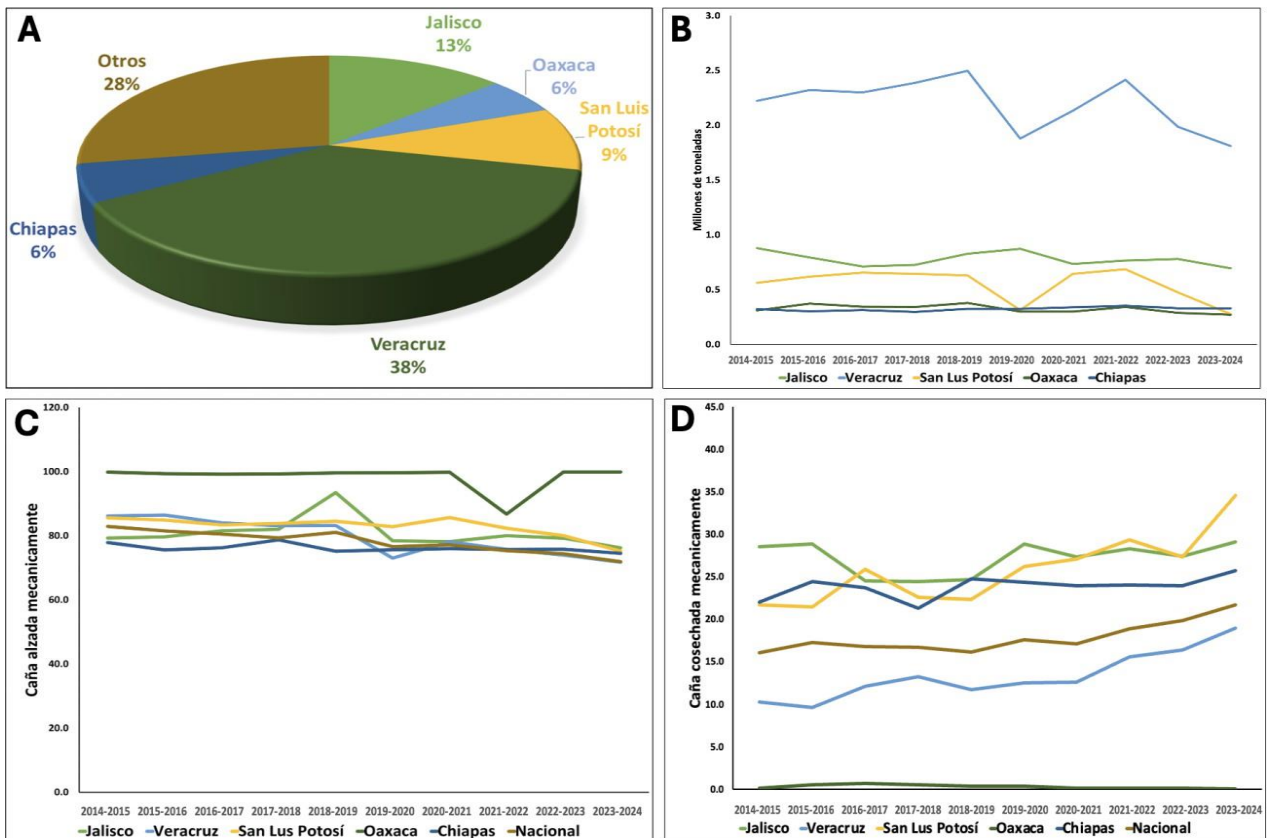 A
Jalisco
13%
Otros
28%
Oaxaca
6%
San Luis
Potosí
9%
Chiapas
6%
Veracruz
38%
B
Millones de toneladas
3.0
2.5
2.0
1.5
1.0
0.5
0.0
2014-2015 2015-2016 2016-2017 2017-2018 2018-2019 2019-2020 2020-2021 2021-2022 2022-2023 2023-2024
Jalisco Veracruz San Lus Potosí Oaxaca Chiapas
C
Caña alzada mecanicamente
120.0
100.0
80.0
60.0
40.0
20.0
0.0
2014-2015 2015-2016 2016-2017 2017-2018 2018-2019 2019-2020 2020-2021 2021-2022 2022-2023 2023-2024
Jalisco Veracruz San Lus Potosí Oaxaca Chiapas Nacional
D
Caña cosechada mecanicamente
45.0
40.0
35.0
30.0
25.0
20.0
15.0
10.0
5.0
0.0
2014-2015 2015-2016 2016-2017 2017-2018 2018-2019 2019-2020 2020-2021 2021-2022 2022-2023 2023-2024
Jalisco Veracruz San Lus Potosí Oaxaca Chiapas Nacional